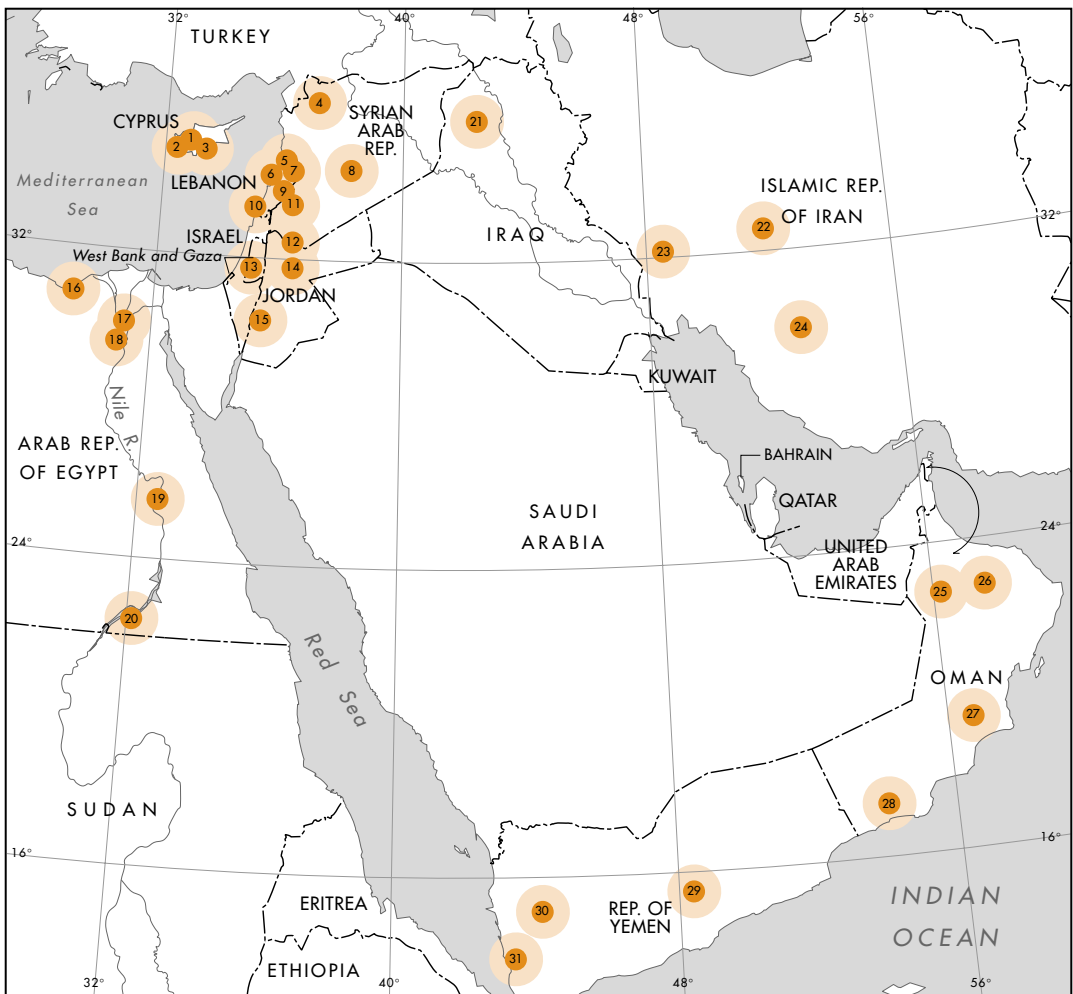 32°
40°
48°
56°
TURKEY
4
SYRIAN
ARAB
REP.
21
CYPRUS
1
2
3
5
6
7
8
Mediterranean
Sea
LEBANON
9
10
11
ISLAMIC REP.
OF IRAN
22
32°
32°
ISRAEL
12
IRAQ
23
West Bank and Gaza
13
14
16
JORDAN
15
17
18
24
KUWAIT
Nile R.
ARAB REP.
OF EGYPT
BAHRAIN
19
QATAR
SAUDI
ARABIA
24°
24°
UNITED
ARAB
EMIRATES
25
26
20
Red Sea
OMAN
27
SUDAN
28
16°
16°
29
ERITREA
30
REP. OF
YEMEN
INDIAN
OCEAN
31
ETHIOPIA
32°
40°
48°
56°